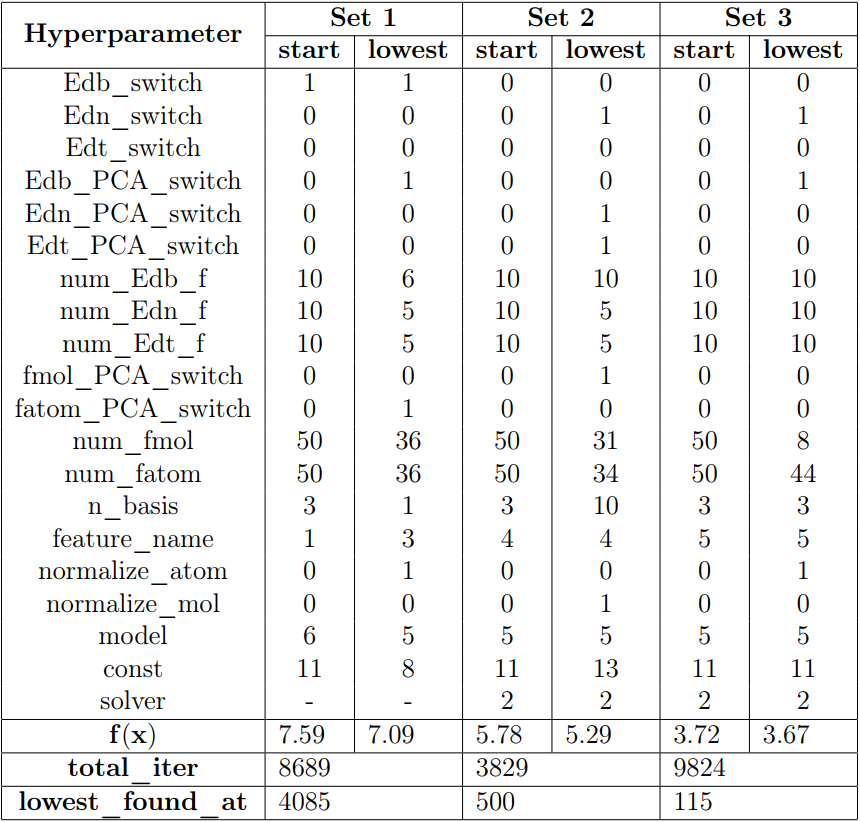 Hyperparameter Set 1 Set 2 Set 3
start lowest start lowest start lowest
Edb_switch 1 1 0 0 0 0
Edn_switch 0 0 0 1 0 1
Edt_switch 0 0 0 0 0 0
Edb_PCA_switch 0 1 0 0 0 1
Edn_PCA_switch 0 0 0 1 0 0
Edt_PCA_switch 0 0 0 1 0 0
num_Edb_f 10 6 10 10 10 10
num_Edn_f 10 5 10 5 10 10
num_Edt_f 10 5 10 5 10 10
fmol_PCA_switch 0 0 0 1 0 0
fatom_PCA_switch 0 1 0 0 0 0
num_fmol 50 36 50 31 50 8
num_fatom 50 36 50 34 50 44
n_basis 3 1 3 10 3 3
feature_name 1 3 4 4 5 5
normalize_atom 0 1 0 0 0 1
normalize_mol 0 0 0 1 0 0
model 6 5 5 5 5 5
const 11 8 11 13 11 11
solver - - 2 2 2 2
f(x) 7.59 7.09 5.78 5.29 3.72 3.67
total_iter 8689 3829 9824
lowest_found_at 4085 500 115